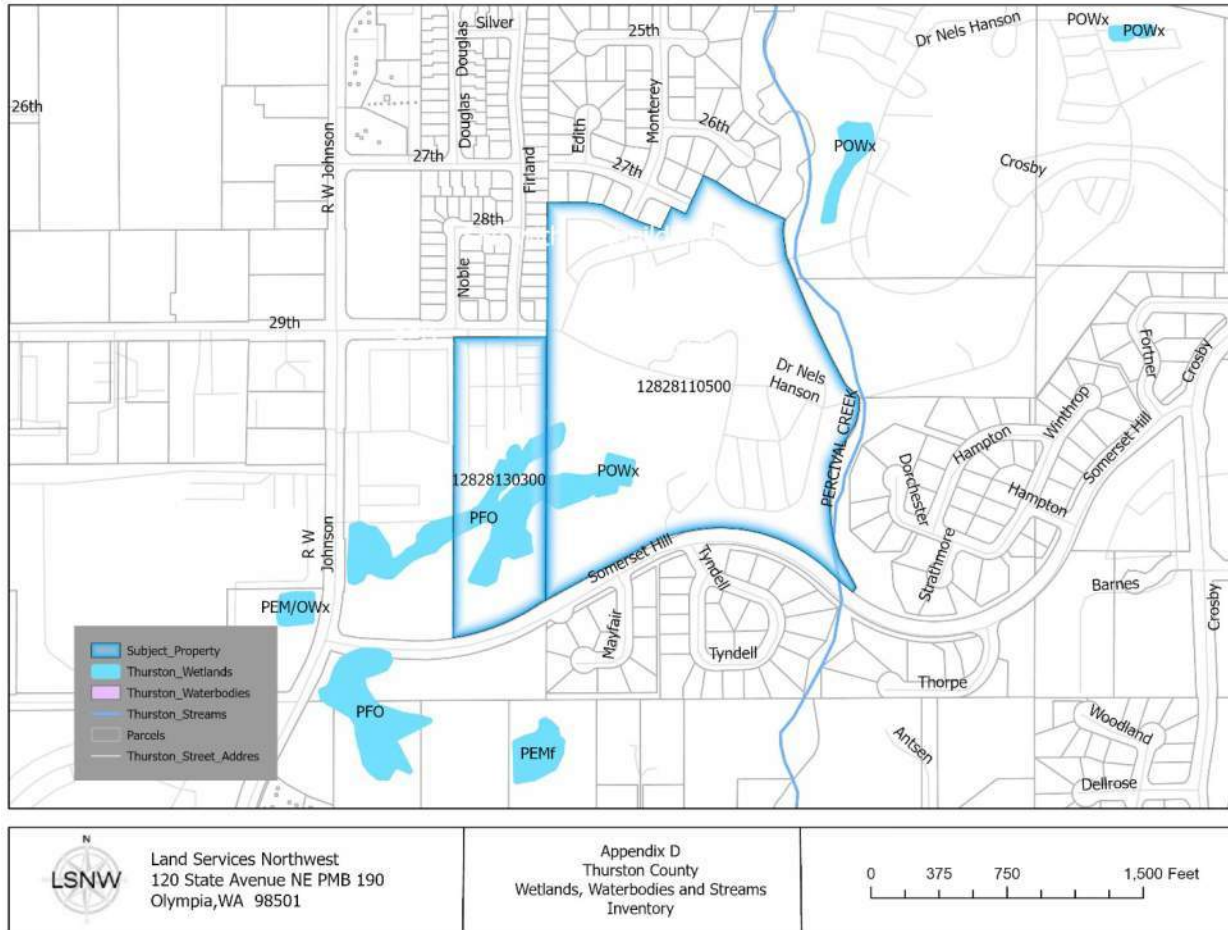 Silver
25th
Dr Nels Hanson
POWx
POWx
26th
Douglas
Douglas
Monterey
26th
Edith
POWx
R W Johnson
27th
Firland
27th
Crosby
28th
Noble
29th
Dr Nels
Hanson
12828110500
PERCIVAL CREEK
Fortner
Crosby
Winthrop
Hampton
Somerset Hill
Dorchester
Hampton
Strathmore
POWx
12828130300
PFO
R W
Johnson
Somerset Hill
Tyndell
Mayfair
Tyndell
Barnes
Crosby
Thorpe
PEM/OWx
PFO
PEMf
Antsen
Woodland
Dellrose
Subject_Property
Thurston_Wetlands
Thurston_Waterbodies
Thurston_Streams
Parcels
Thurston_Street_Addres
N
LSNW
Land Services Northwest
120 State Avenue NE PMB 190
Olympia,WA 98501
Appendix D
Thurston County
Wetlands, Waterbodies and Streams
Inventory
0 375 750 1,500 Feet